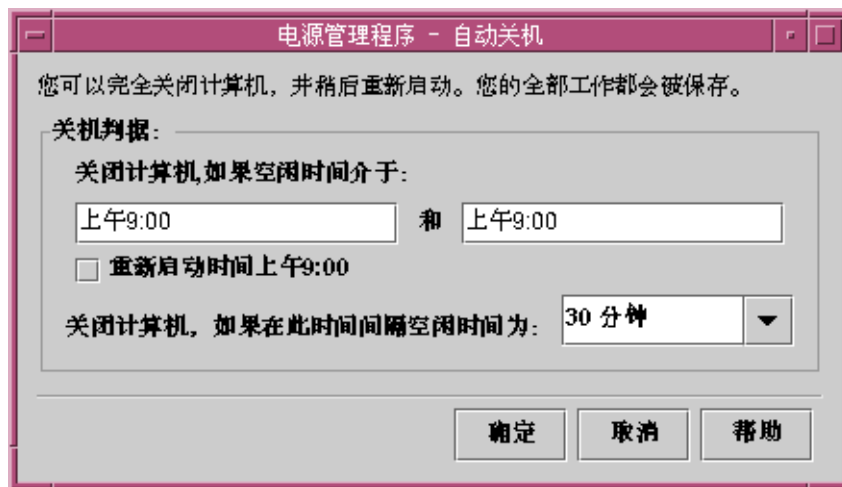 电源管理程序 - 自动关机
您可以完全关闭计算机，并稍后重新启动。您的全部工作都会被保存。
关机判据：
关闭计算机,如果空闲时间介于:
上午9:00 和 上午9:00
重新启动时间上午9:00
关闭计算机，如果在此时间间隔空闲时间为： 30 分钟
确定 取消 帮助